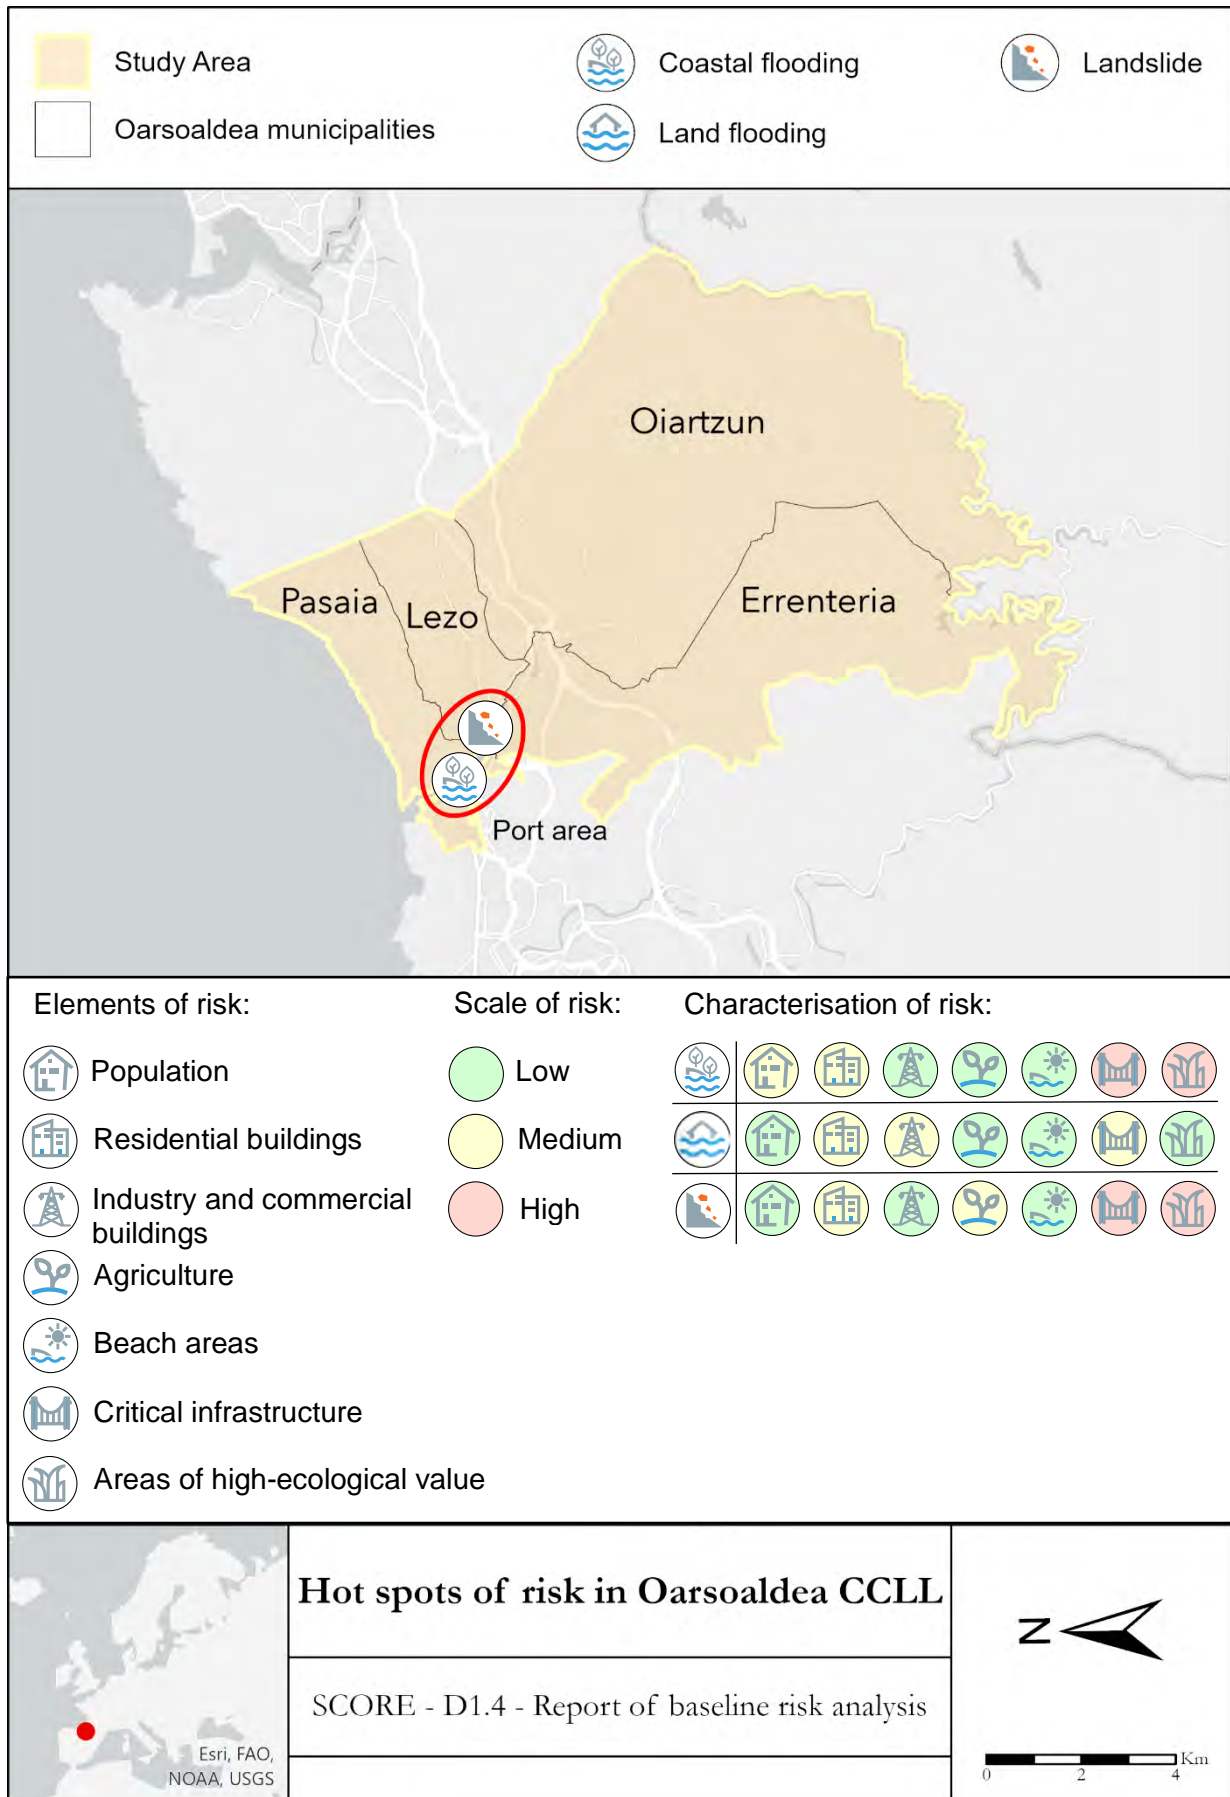 Study Area
Oarsoaldea municipalities
Coastal flooding
Land flooding
Landslide
Oiartzun
Pasaia
Lezo
Errenteria
Port area
Elements of risk:
Population
Residential buildings
Industry and commercial
buildings
Agriculture
Beach areas
Critical infrastructure
Areas of high-ecological value
Scale of risk:
Low
Medium
High
Characterisation of risk:
Esri, FAO,
NOAA, USGS
Hot spots of risk in Oarsoaldea CCLL
SCORE - D1.4 - Report of baseline risk analysis
N
Km
0 2 4